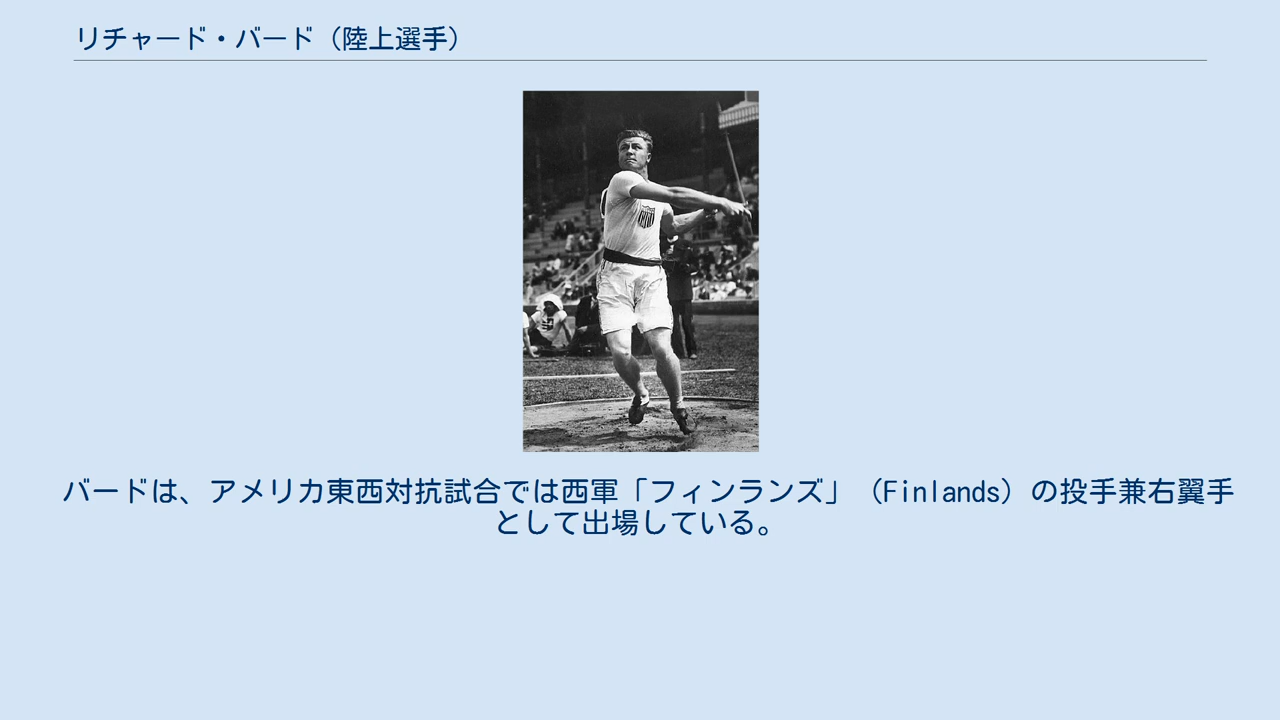 リチャード・バード（陸上選手）
バードは、アメリカ東西対抗試合では西軍「フィンランズ」（Finlands）の投手兼右翼手
として出場している。